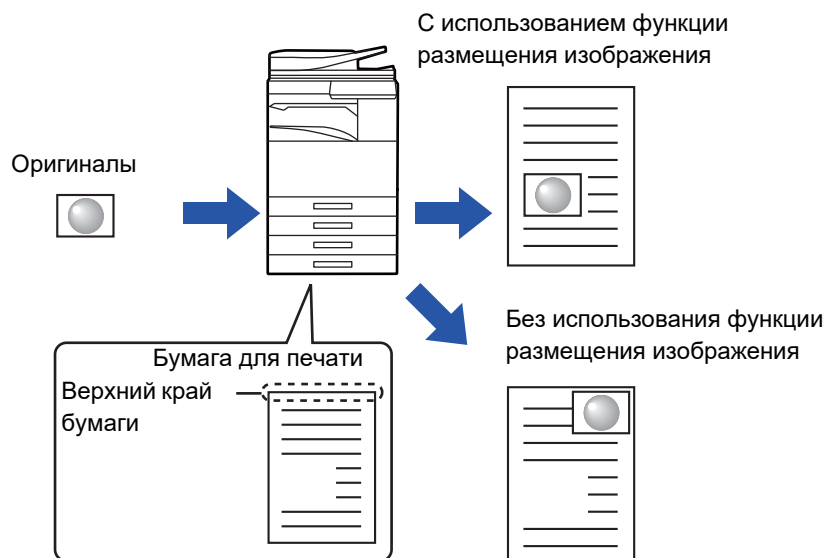 С использованием функции
размещения изображения
Оригиналы
Без использования функции
размещения изображения
Бумага для печати
Верхний край
бумаги